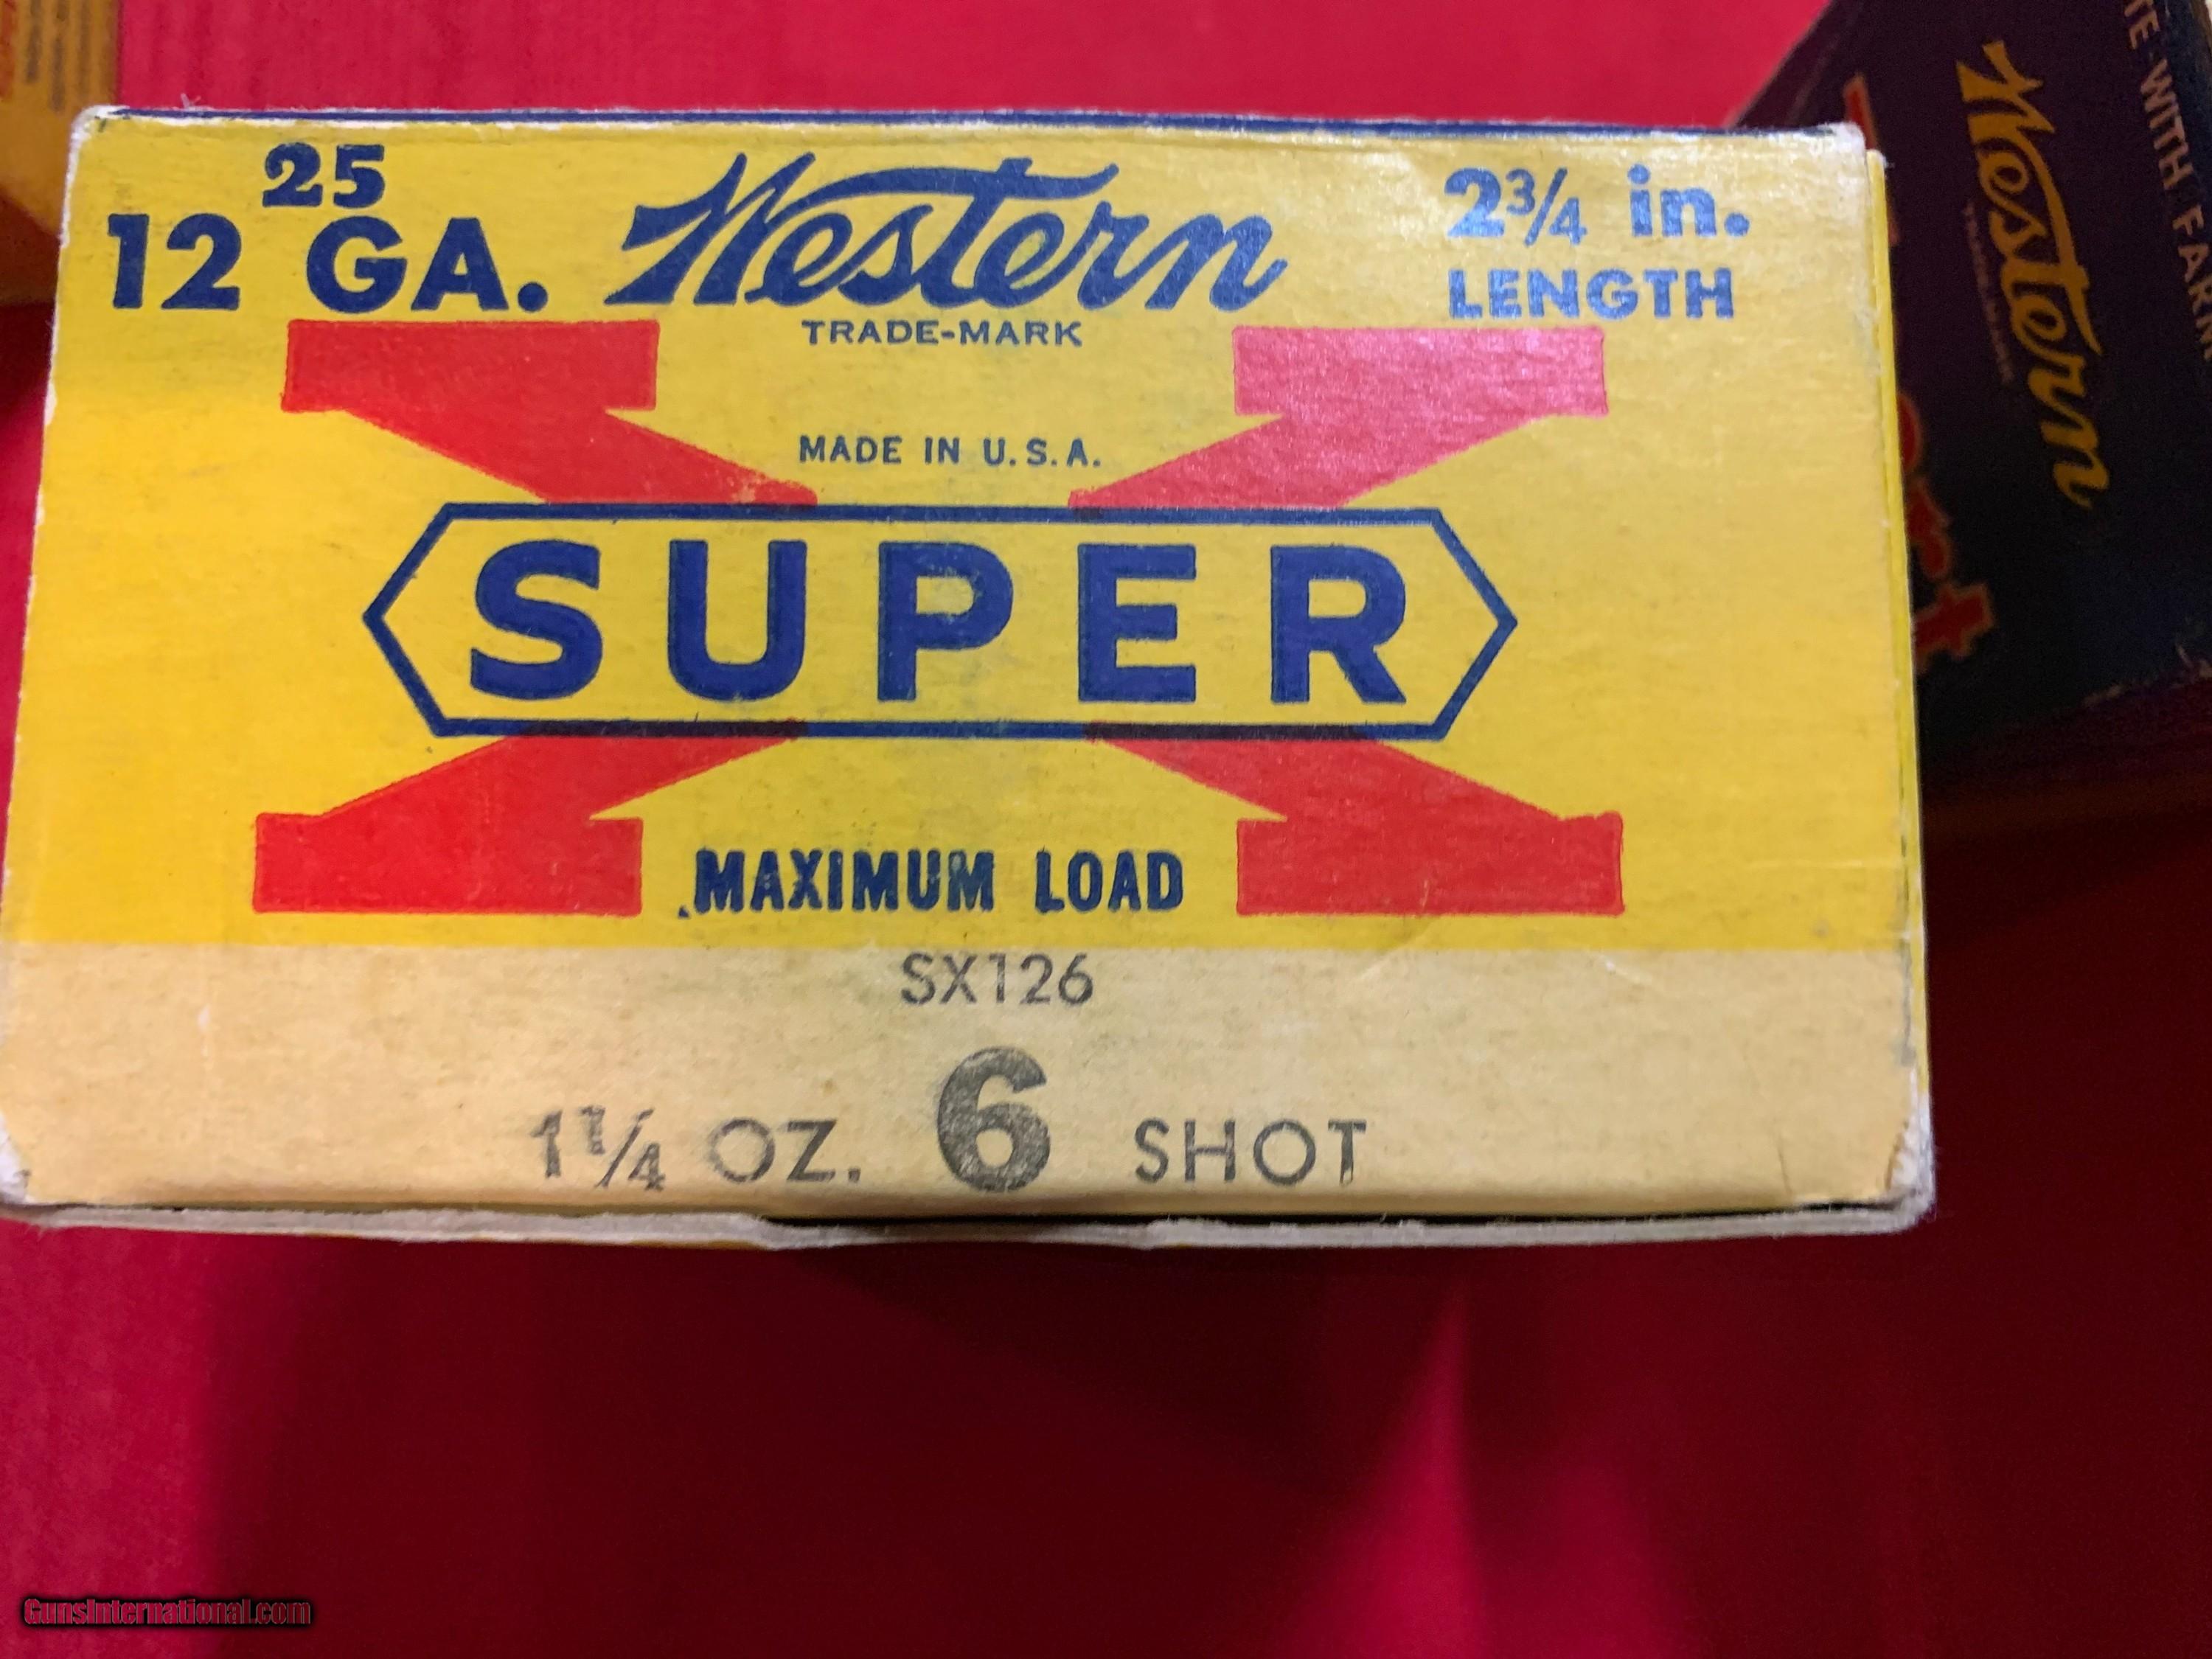 25
12 GA.
Western
TRADE-MARK
2¾ in.
LENGTH
MADE IN U.S.A.
X
SUPER
MAXIMUM LOAD
SX126
1¼ OZ. 6 SHOT
Western
WITH
GunsInternational.com